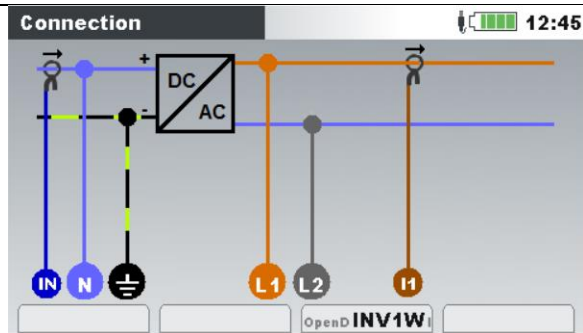 Connection 12:45
+
DC
-
AC
IN N L1 L2 I1
OpenD INV1W